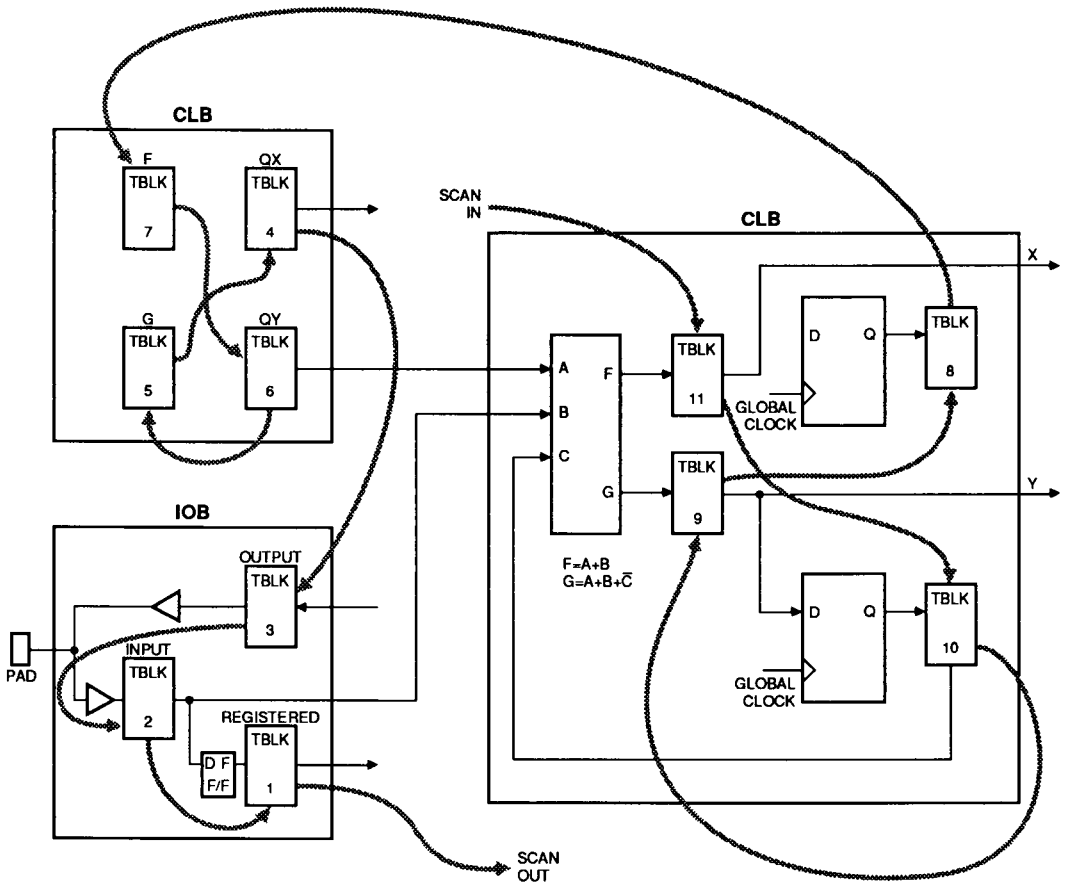 CLB
F
TBLK
7
QX
TBLK
4
G
TBLK
5
QY
TBLK
6
SCAN
IN
CLB
A
B
C
F
G
F=A+B
G=A+B+C̅
TBLK
11
TBLK
9
D
Q
GLOBAL
CLOCK
TBLK
8
X
Y
D
Q
GLOBAL
CLOCK
TBLK
10
IOB
OUTPUT
TBLK
3
PAD
INPUT
TBLK
2
REGISTERED
TBLK
1
D F
F/F
SCAN
OUT